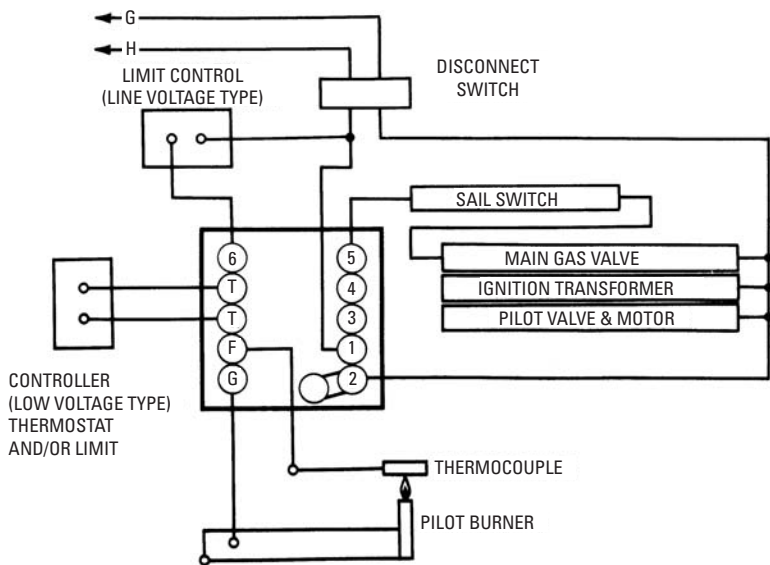 G
H
LIMIT CONTROL
(LINE VOLTAGE TYPE)
DISCONNECT
SWITCH
SAIL SWITCH
MAIN GAS VALVE
IGNITION TRANSFORMER
PILOT VALVE & MOTOR
6
T
T
F
G
5
4
3
1
2
CONTROLLER
(LOW VOLTAGE TYPE)
THERMOSTAT
AND/OR LIMIT
THERMOCOUPLE
PILOT BURNER